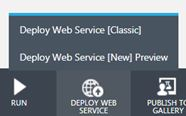 Deploy Web Service [Classic]
Deploy Web Service [New] Preview
RUN
DEPLOY WEB
SERVICE
PUBLISH TO
GALLERY